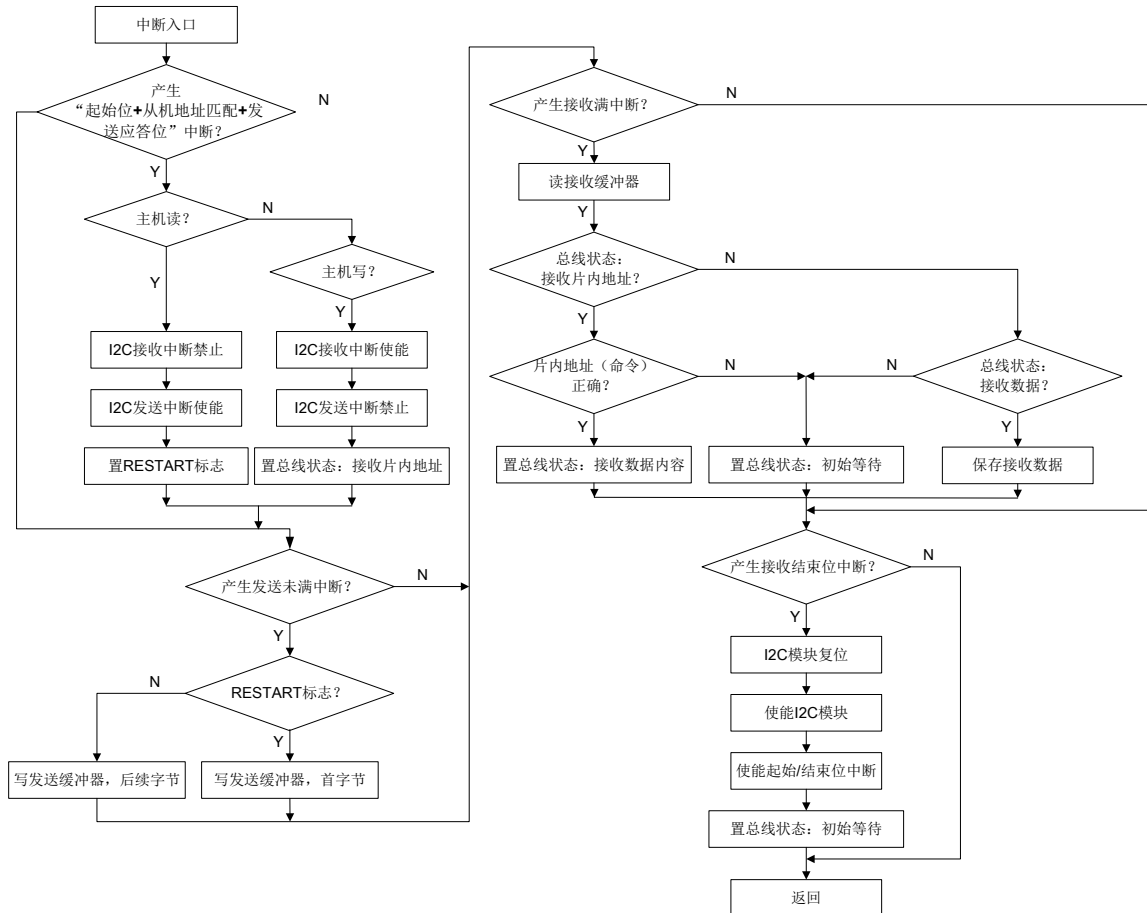 中断入口
产生
“起始位+从机地址匹配+发
送应答位”中断？
N
Y
主机读？
N
Y
主机写？
Y
I2C接收中断禁止
I2C接收中断使能
I2C发送中断使能
I2C发送中断禁止
置RESTART标志
置总线状态：接收片内地址
产生发送未满中断？
N
Y
RESTART标志？
N
Y
写发送缓冲器，后续字节
写发送缓冲器，首字节
产生接收满中断？
N
Y
读接收缓冲器
Y
总线状态：
接收片内地址？
N
Y
片内地址（命令）
正确？
N
Y
总线状态：
接收数据？
N
Y
置总线状态：接收数据内容
置总线状态：初始等待
保存接收数据
产生接收结束位中断？
N
Y
I2C模块复位
使能I2C模块
使能起始/结束位中断
置总线状态：初始等待
返回